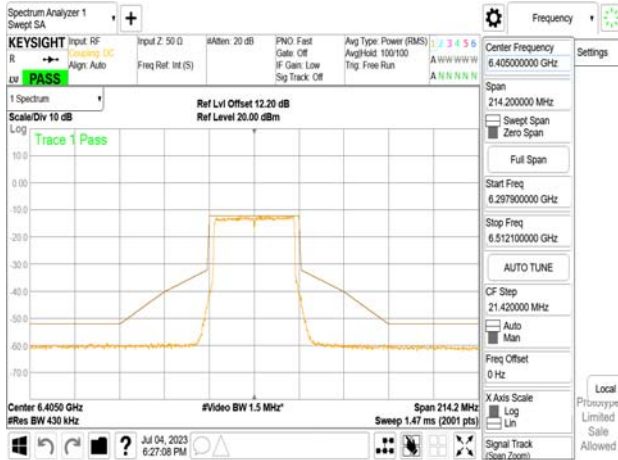 Spectrum Analyzer 1
Swept SA
+
Frequency
Settings
KEYSIGHT
R
LU
PASS
Input: RF
Coupling: DC
Align: Auto
Input Z: 50 Ω
Freq Ref: Int (S)
#Atten: 20 dB
PNO: Fast
Gate: Off
IF Gain: Low
Sig Track: Off
Avg Type: Power (RMS)
Avg|Hold: 100/100
Trig: Free Run
1 2 3 4 5 6
A W W W W W
A N N N N N
1 Spectrum
Scale/Div 10 dB
Log
Ref Lvl Offset 12.20 dB
Ref Level 20.00 dBm
Trace 1 Pass
10.0
0.00
-10.0
-20.0
-30.0
-40.0
-50.0
-60.0
-70.0
Center 6.4050 GHz
#Res BW 430 kHz
#Video BW 1.5 MHz*
Span 214.2 MHz
Sweep 1.47 ms (2001 pts)
Jul 04, 2023
6:27:08 PM
?
Center Frequency
6.405000000 GHz
Span
214.200000 MHz
Swept Span
Zero Span
Full Span
Start Freq
6.297900000 GHz
Stop Freq
6.512100000 GHz
AUTO TUNE
CF Step
21.420000 MHz
Auto
Man
Freq Offset
0 Hz
X Axis Scale
Log
Lin
Signal Track
(Span Zoom)
Local
Prototype
Limited
Sale
Allowed